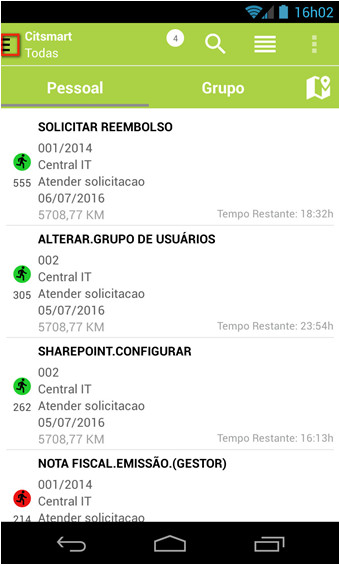 16h02
Citsmart
Todas
4
Pessoal
Grupo
SOLICITAR REEMBOLSO
001/2014
Central IT
555
Atender solicitacao
06/07/2016
5708,77 KM
Tempo Restante: 18:32h
ALTERAR.GRUPO DE USUÁRIOS
002
Central IT
305
Atender solicitacao
05/07/2016
5708,77 KM
Tempo Restante: 23:54h
SHAREPOINT.CONFIGURAR
002
Central IT
262
Atender solicitacao
05/07/2016
5708,77 KM
Tempo Restante: 16:13h
NOTA FISCAL.EMISSÃO.(GESTOR)
001/2014
Central IT
214
Atender solicitacao